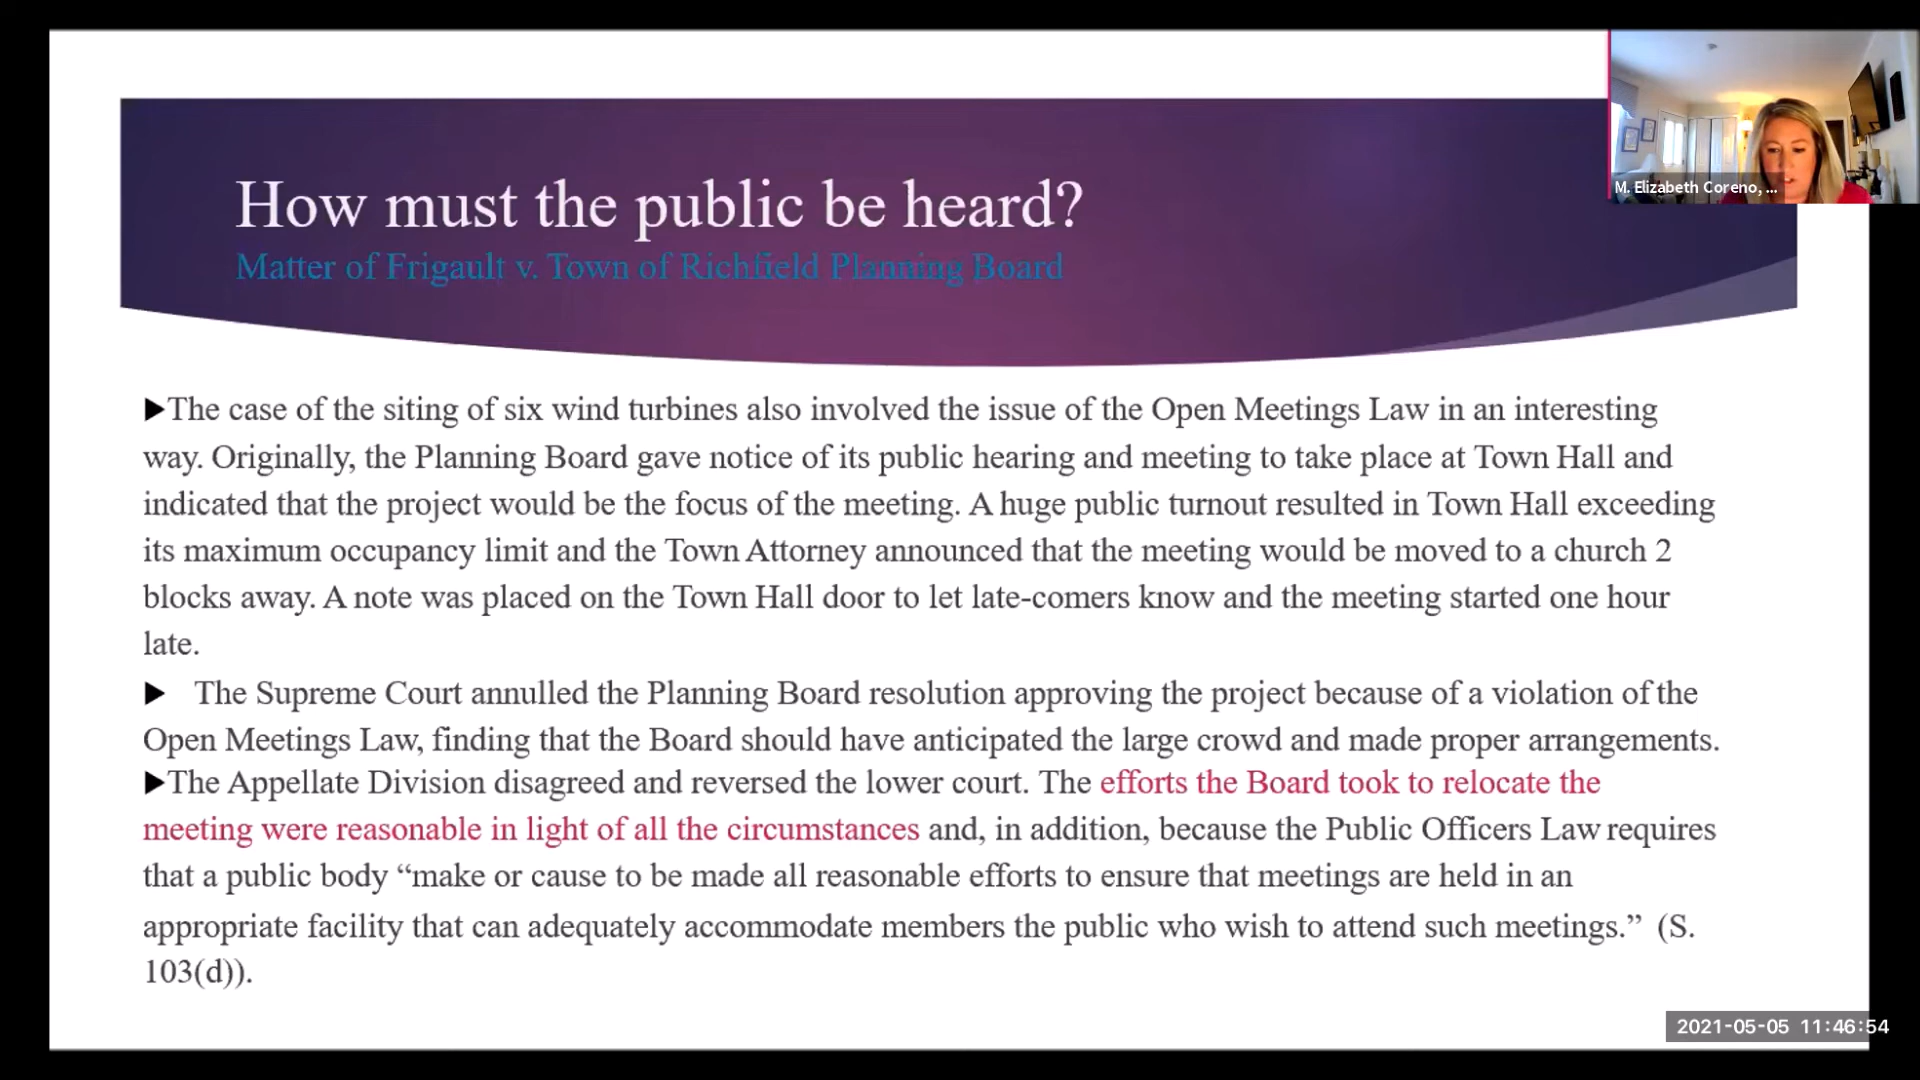 M. Elizabeth Coreno, ...
How must the public be heard?
Matter of Frigault v. Town of Richfield Planning Board
▶The case of the siting of six wind turbines also involved the issue of the Open Meetings Law in an interesting
way. Originally, the Planning Board gave notice of its public hearing and meeting to take place at Town Hall and
indicated that the project would be the focus of the meeting. A huge public turnout resulted in Town Hall exceeding
its maximum occupancy limit and the Town Attorney announced that the meeting would be moved to a church 2
blocks away. A note was placed on the Town Hall door to let late-comers know and the meeting started one hour
late.
▶ The Supreme Court annulled the Planning Board resolution approving the project because of a violation of the
Open Meetings Law, finding that the Board should have anticipated the large crowd and made proper arrangements.
▶The Appellate Division disagreed and reversed the lower court. The efforts the Board took to relocate the
meeting were reasonable in light of all the circumstances and, in addition, because the Public Officers Law requires
that a public body “make or cause to be made all reasonable efforts to ensure that meetings are held in an
appropriate facility that can adequately accommodate members the public who wish to attend such meetings.” (S.
103(d)).
2021-05-05 11:46:54